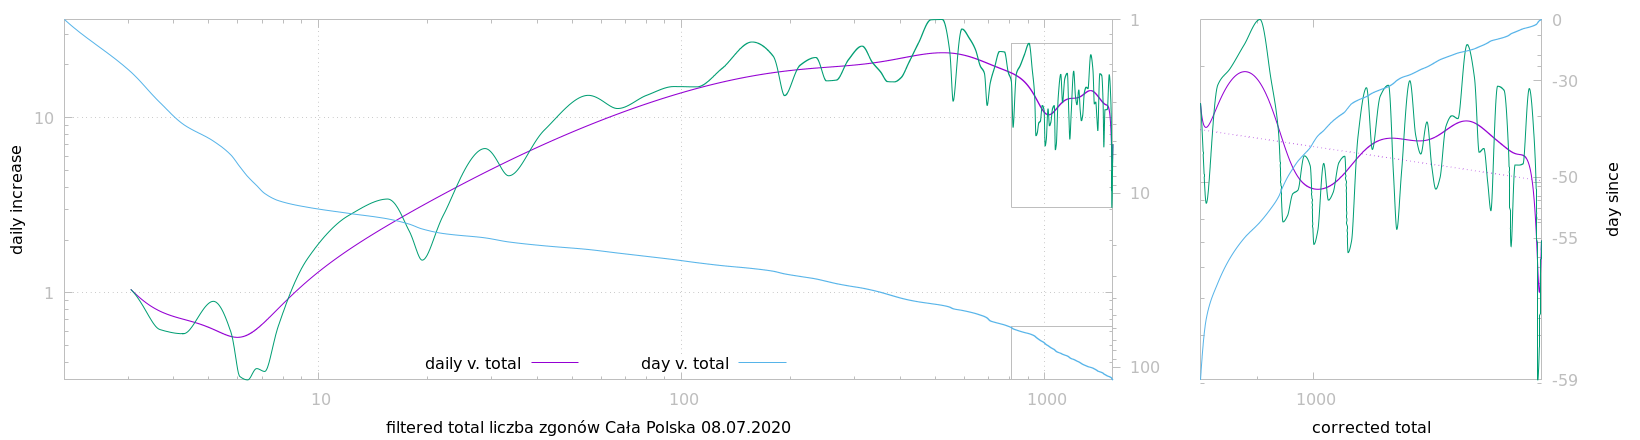 daily increase
10
1
daily v. total
day v. total
1
10
100
10
100
1000
filtered total liczba zgonów Cała Polska 08.07.2020
0
-30
-50
-55
-59
day since
1000
corrected total